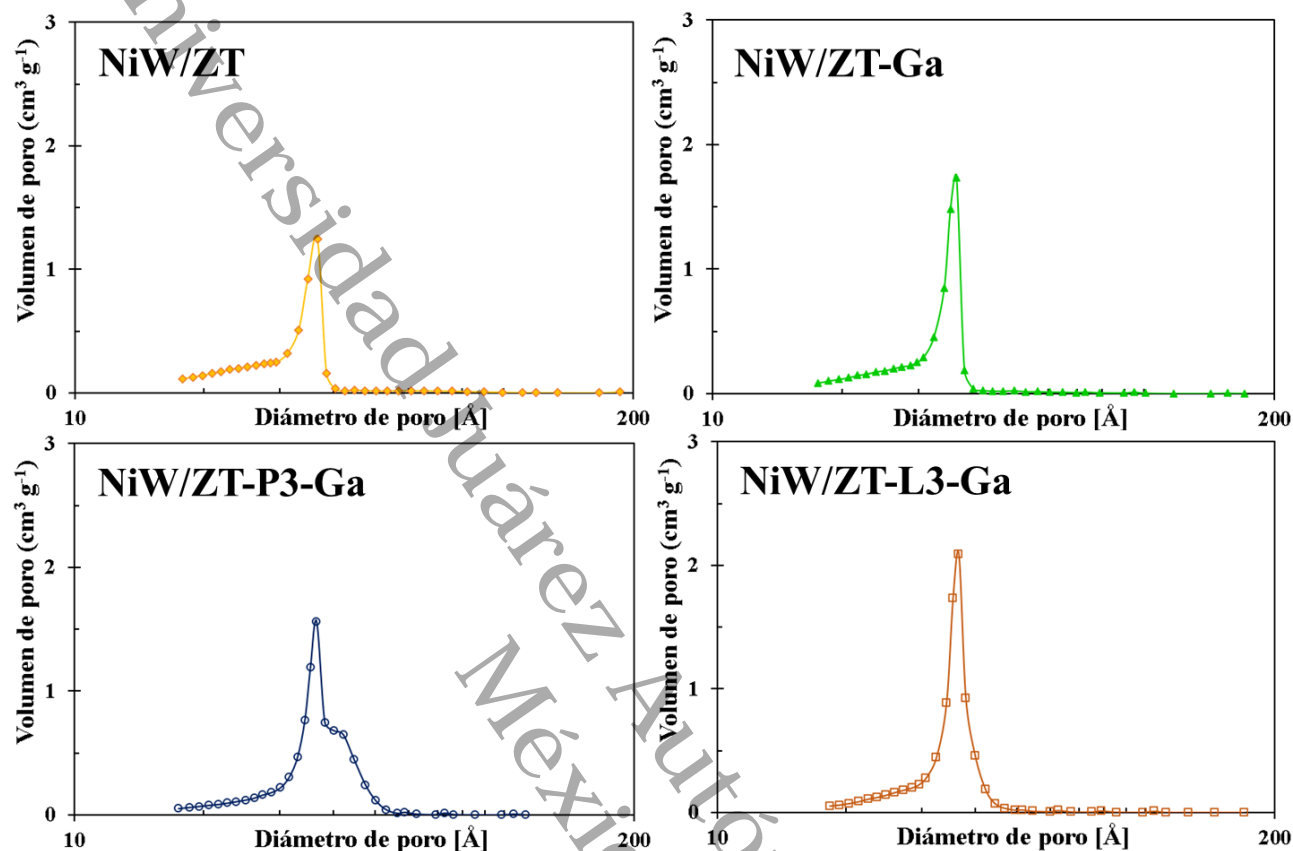 NiW/ZT
Volumen de poro (cm³ g⁻¹)
3
2
1
0
10
Diámetro de poro [Å]
200
NiW/ZT-Ga
Volumen de poro (cm³ g⁻¹)
3
2
1
0
10
Diámetro de poro [Å]
200
NiW/ZT-P3-Ga
Volumen de poro (cm³ g⁻¹)
3
2
1
0
10
Diámetro de poro [Å]
200
NiW/ZT-L3-Ga
Volumen de poro (cm³ g⁻¹)
3
2
1
0
10
Diámetro de poro [Å]
200
Juárez